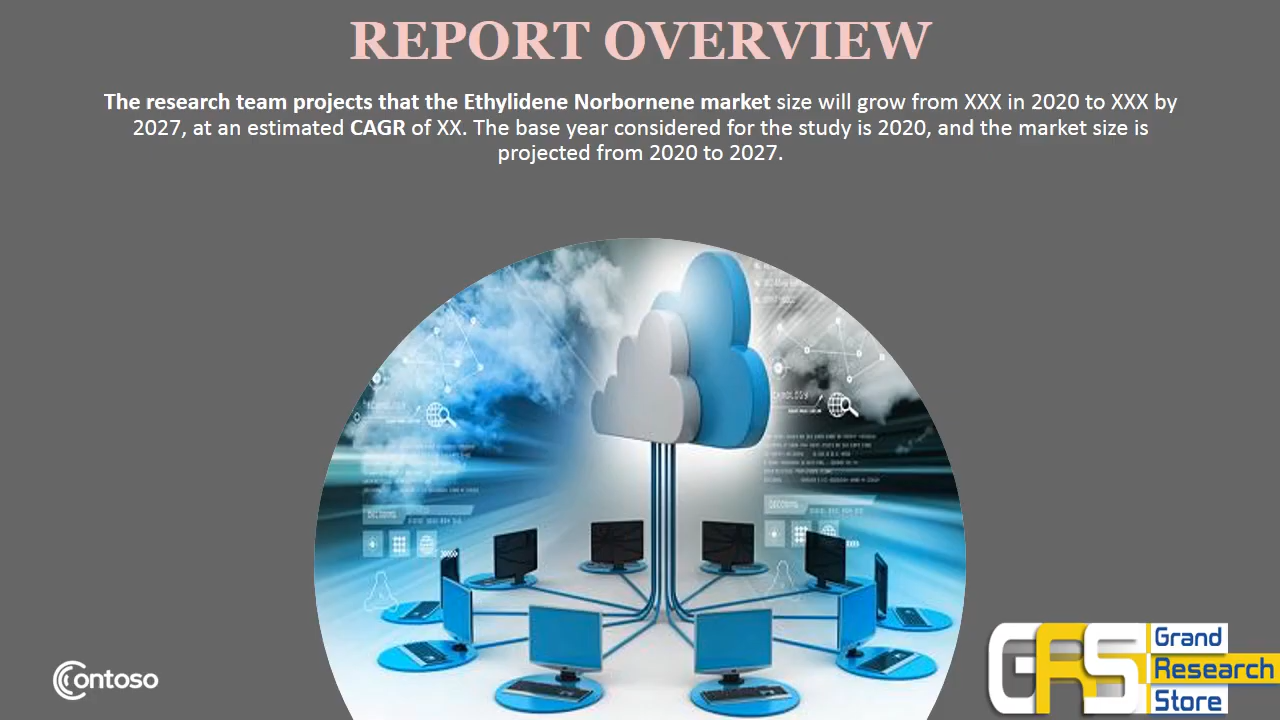 REPORT OVERVIEW
The research team projects that the Ethylidene Norbornene market size will grow from XXX in 2020 to XXX by
2027, at an estimated CAGR of XX. The base year considered for the study is 2020, and the market size is
projected from 2020 to 2027.
DECODING
Contoso
GRS
Grand
Research
Store